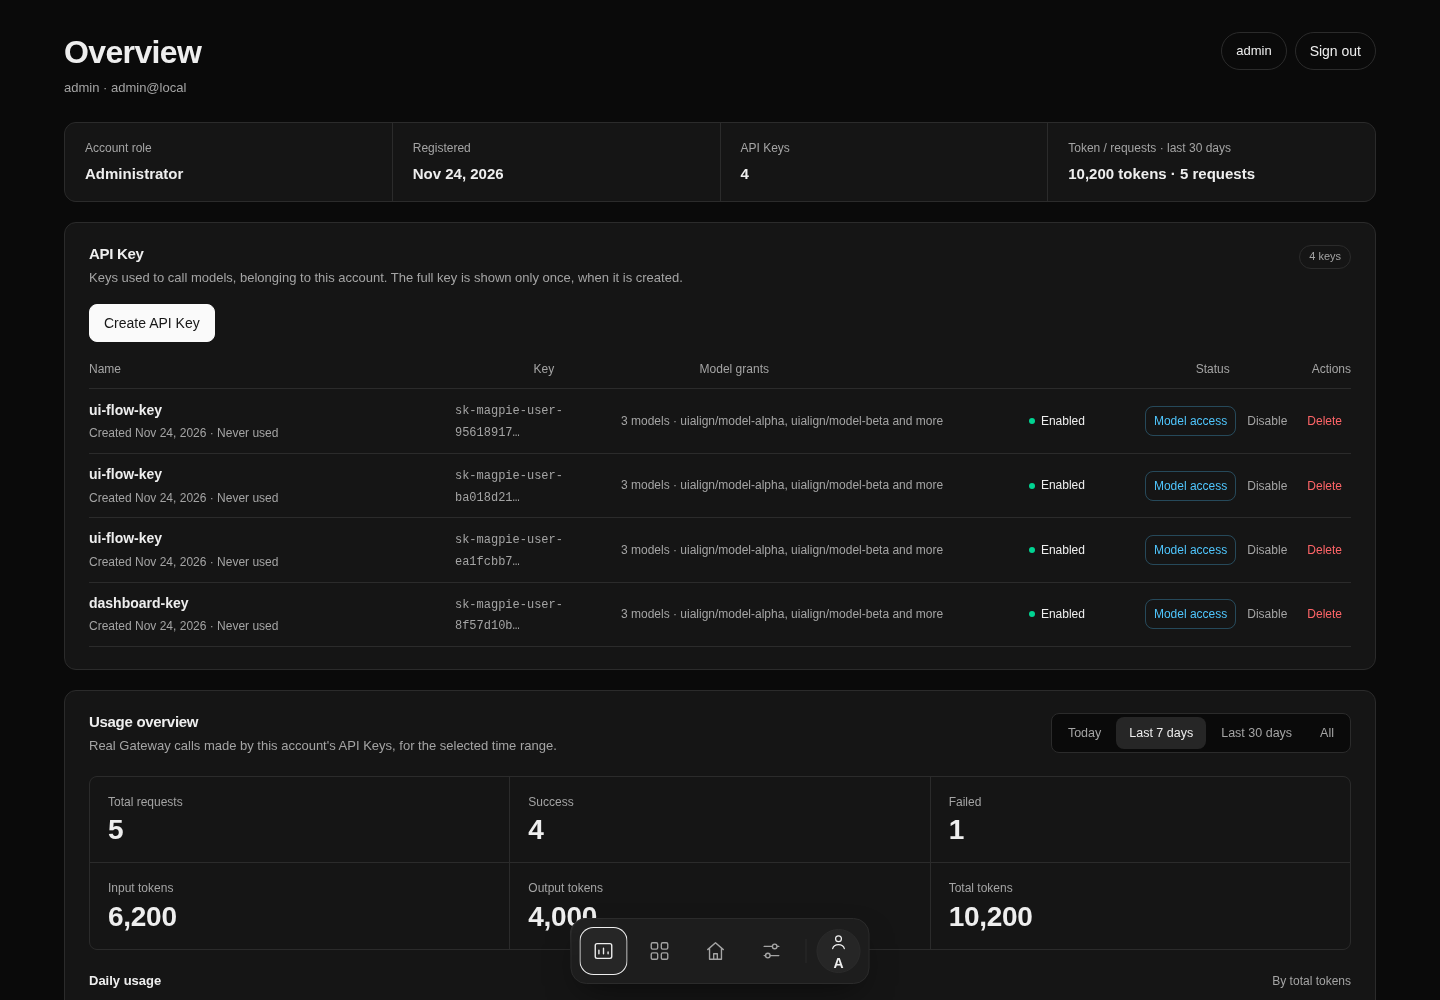 Overview
admin · admin@local
admin
Sign out
Account role
Administrator
Registered
Nov 24, 2026
API Keys
4
Token / requests · last 30 days
10,200 tokens · 5 requests
API Key
Keys used to call models, belonging to this account. The full key is shown only once, when it is created.
4 keys
Create API Key
Name Key Model grants Status Actions
ui-flow-key
Created Nov 24, 2026 · Never used
sk-magpie-user-
95618917…
3 models · uialign/model-alpha, uialign/model-beta and more
Enabled
Model access Disable Delete
ui-flow-key
Created Nov 24, 2026 · Never used
sk-magpie-user-
ba018d21…
3 models · uialign/model-alpha, uialign/model-beta and more
Enabled
Model access Disable Delete
ui-flow-key
Created Nov 24, 2026 · Never used
sk-magpie-user-
ea1fcbb7…
3 models · uialign/model-alpha, uialign/model-beta and more
Enabled
Model access Disable Delete
dashboard-key
Created Nov 24, 2026 · Never used
sk-magpie-user-
8f57d10b…
3 models · uialign/model-alpha, uialign/model-beta and more
Enabled
Model access Disable Delete
Usage overview
Real Gateway calls made by this account's API Keys, for the selected time range.
Today Last 7 days Last 30 days All
Total requests
5
Success
4
Failed
1
Input tokens
6,200
Output tokens
4,000
Total tokens
10,200
A
Daily usage
By total tokens